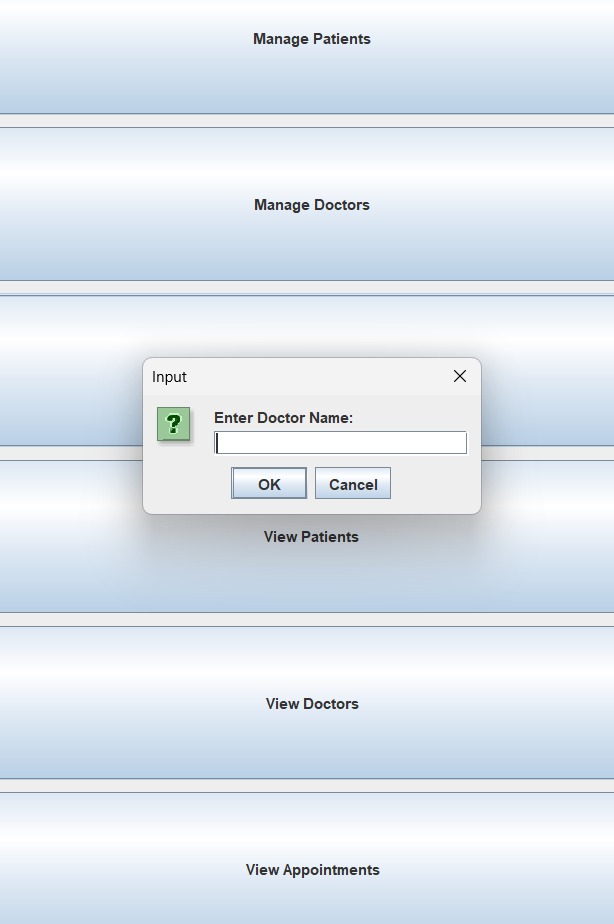 Manage Patients
Manage Doctors
Input
?
Enter Doctor Name:
OK
Cancel
View Patients
View Doctors
View Appointments